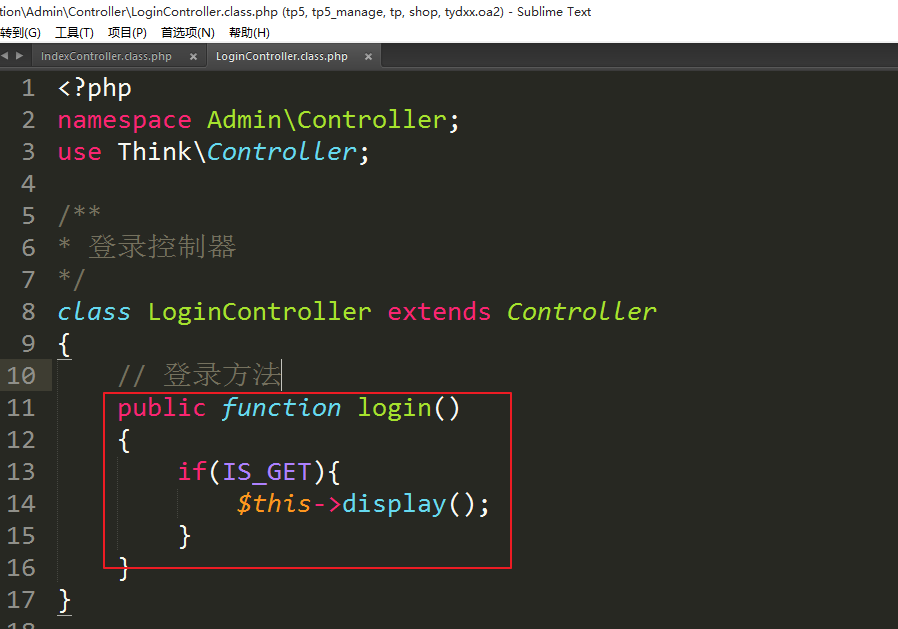 tion\Admin\Controller\LoginController.class.php (tp5, tp5_manage, tp, shop, tydxx.oa2) - Sublime Text
转到(G) 工具(T) 项目(P) 首选项(N) 帮助(H)
IndexController.class.php × LoginController.class.php ×
1 <?php
2 namespace Admin\Controller;
3 use Think\Controller;
4
5 /**
6 * 登录控制器
7 */
8 class LoginController extends Controller
9 {
10 // 登录方法
11 public function login()
12 {
13 if(IS_GET){
14 $this->display();
15 }
16 }
17 }
18